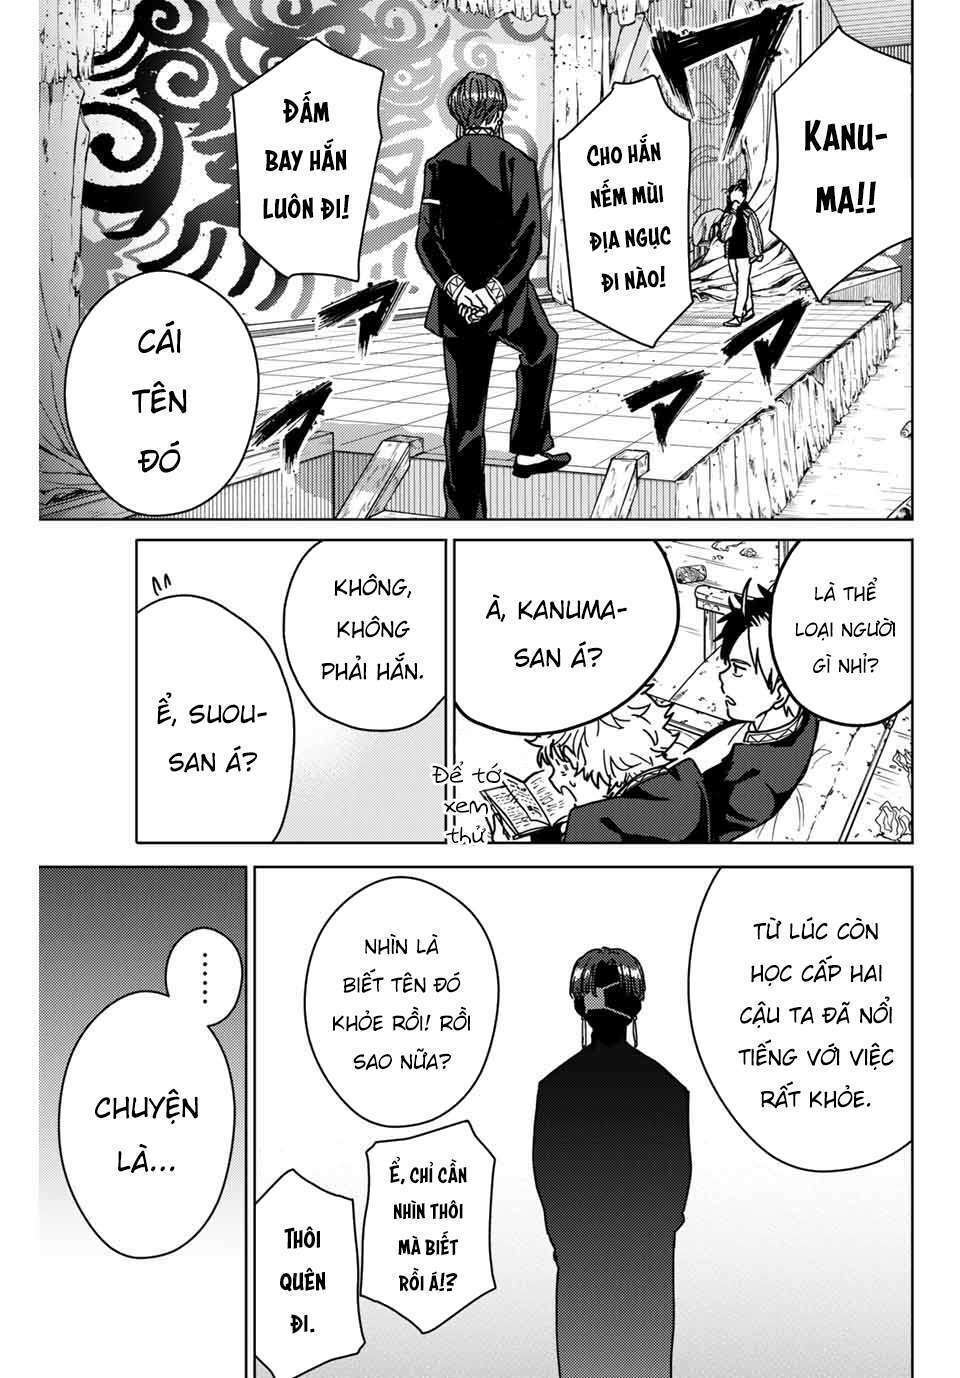 KANU-
MA!!
CHO HẮN
NẾM MÙI
ĐỊA NGỤC
ĐI NÀO!
ĐẤM
BAY HẮN
LUÔN ĐI!
CÁI
TÊN
ĐÓ
LÀ THỂ
LOẠI NGƯỜI
GÌ NHỈ?
À, KANUMA-
SAN Á?
Để tớ
xem
thử
KHÔNG,
KHÔNG
PHẢI HẮN.
Ể, SUOU-
SAN Á?
TỪ LÚC CÒN
HỌC CẤP HAI
CẬU TA ĐÃ NỔI
TIẾNG VỚI VIỆC
RẤT KHỎE.
NHÌN LÀ
BIẾT TÊN ĐÓ
KHỎE RỒI! RỒI
SAO NỮA?
Ể, CHỈ CẦN
NHÌN THÔI
MÀ BIẾT
RỒI Á!?
THÔI
QUÊN
ĐI.
......
CHUYỆN
LÀ...